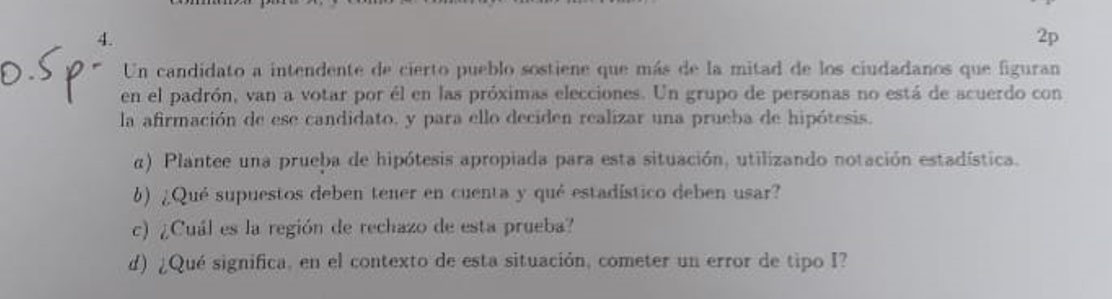 4.
2p
0.5p-
Un candidato a intendente de cierto pueblo sostiene que más de la mitad de los ciudadanos que figuran
en el padrón, van a votar por él en las próximas elecciones. Un grupo de personas no está de acuerdo con
la afirmación de ese candidato, y para ello deciden realizar una prueba de hipótesis.
a) Plantee una prueba de hipótesis apropiada para esta situación, utilizando notación estadística.
b) ¿Qué supuestos deben tener en cuenta y qué estadístico deben usar?
c) ¿Cuál es la región de rechazo de esta prueba?
d) ¿Qué significa, en el contexto de esta situación, cometer un error de tipo I?